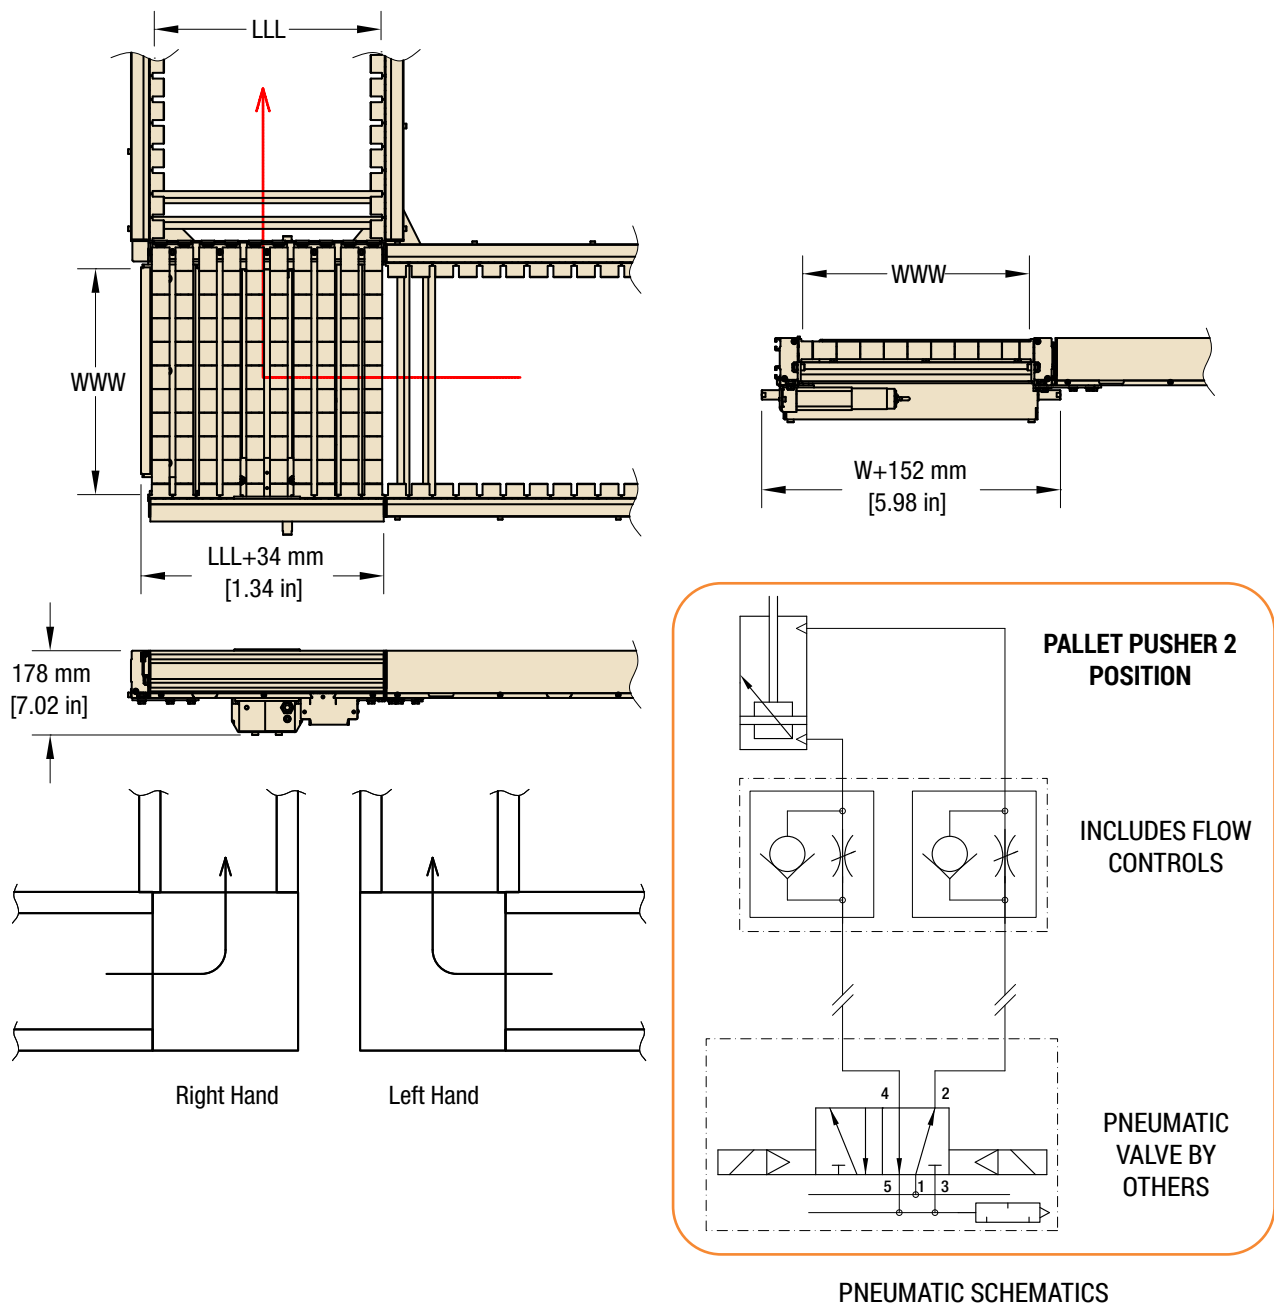 LLL
WWW
WWW
W+152 mm
[5.98 in]
LLL+34 mm
[1.34 in]
178 mm
[7.02 in]
PALLET PUSHER 2
POSITION
INCLUDES FLOW
CONTROLS
Right Hand
Left Hand
4 2
5 1 3
PNEUMATIC
VALVE BY
OTHERS
PNEUMATIC SCHEMATICS